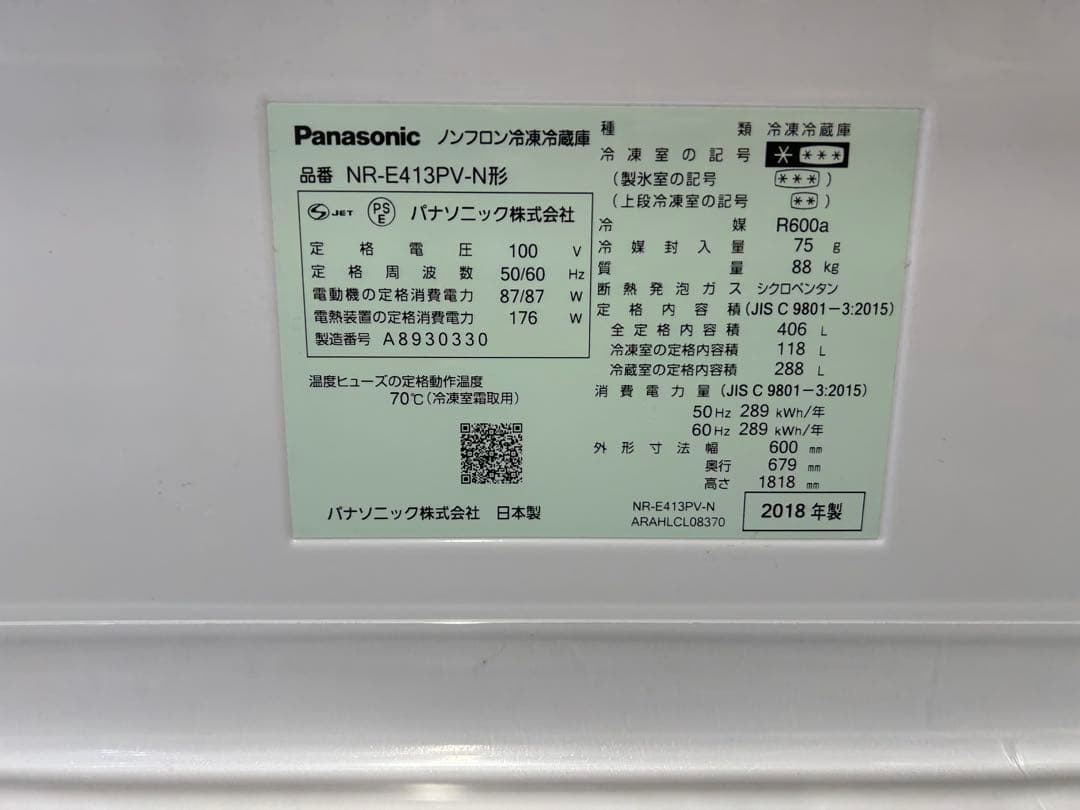 Panasonic ノンフロン冷凍冷蔵庫
品番 NR-E413PV-N形
S JET PS E パナソニック株式会社
定格電圧 100 V
定格周波数 50/60 Hz
電動機の定格消費電力 87/87 W
電熱装置の定格消費電力 176 W
製造番号 A8930330
温度ヒューズの定格動作温度
70℃(冷凍室霜取用)
パナソニック株式会社 日本製
種類 冷凍冷蔵庫
冷凍室の記号 * ***
(製氷室の記号 ***)
(上段冷凍室の記号 **)
冷媒 R600a
冷媒封入量 75 g
質量 88 kg
断熱発泡ガス シクロペンタン
定格内容積(JIS C 9801-3:2015)
全定格内容積 406 L
冷凍室の定格内容積 118 L
冷蔵室の定格内容積 288 L
消費電力量(JIS C 9801-3:2015)
50Hz 289 kWh/年
60Hz 289 kWh/年
外形寸法幅 600 mm
奥行 679 mm
高さ 1818 mm
NR-E413PV-N
ARAHLCL08370
2018年製